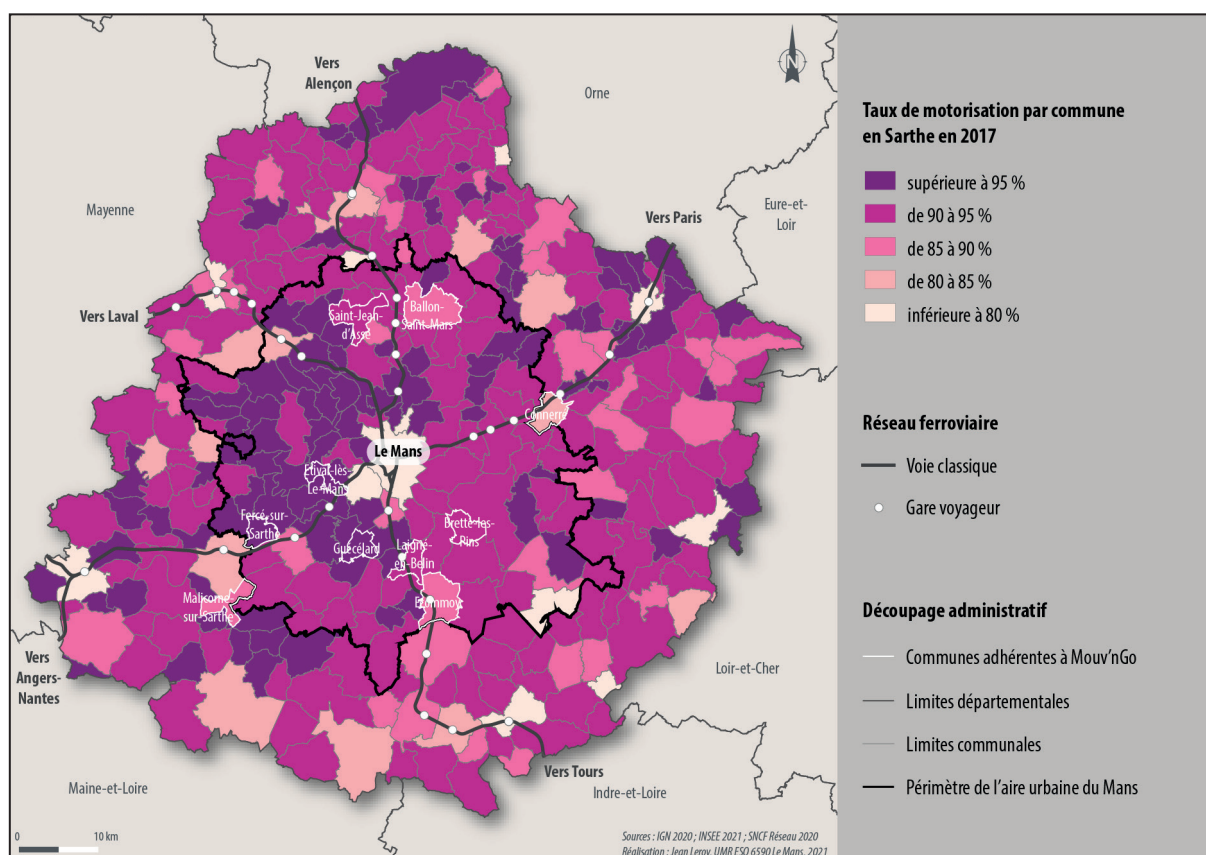 Vers
Alençon
Orne
Mayenne
Eure-et-
Loir
Vers Paris
Vers Laval
Saint-Jean-
d'Asse
Ballon-
Saint-Mars
Connerré
Le Mans
Étival-lès-
Le-Mans
Fercé-sur-
Sarthe
Guécélard
Brette-les-
Pins
Laigné-
en-Belin
Écommoy
Malicorne-
sur-Sarthe
Vers
Angers-
Nantes
Loir-et-Cher
Vers Tours
Maine-et-Loire
Indre-et-Loire
0 10 km
N
Sources : IGN 2020 ; INSEE 2021 ; SNCF Réseau 2020
Réalisation : Jean Leroy, UMR ESO 6590 Le Mans, 2021
Taux de motorisation par commune
en Sarthe en 2017
supérieure à 95 %
de 90 à 95 %
de 85 à 90 %
de 80 à 85 %
inférieure à 80 %
Réseau ferroviaire
Voie classique
Gare voyageur
Découpage administratif
Communes adhérentes à Mouv'nGo
Limites départementales
Limites communales
Périmètre de l'aire urbaine du Mans